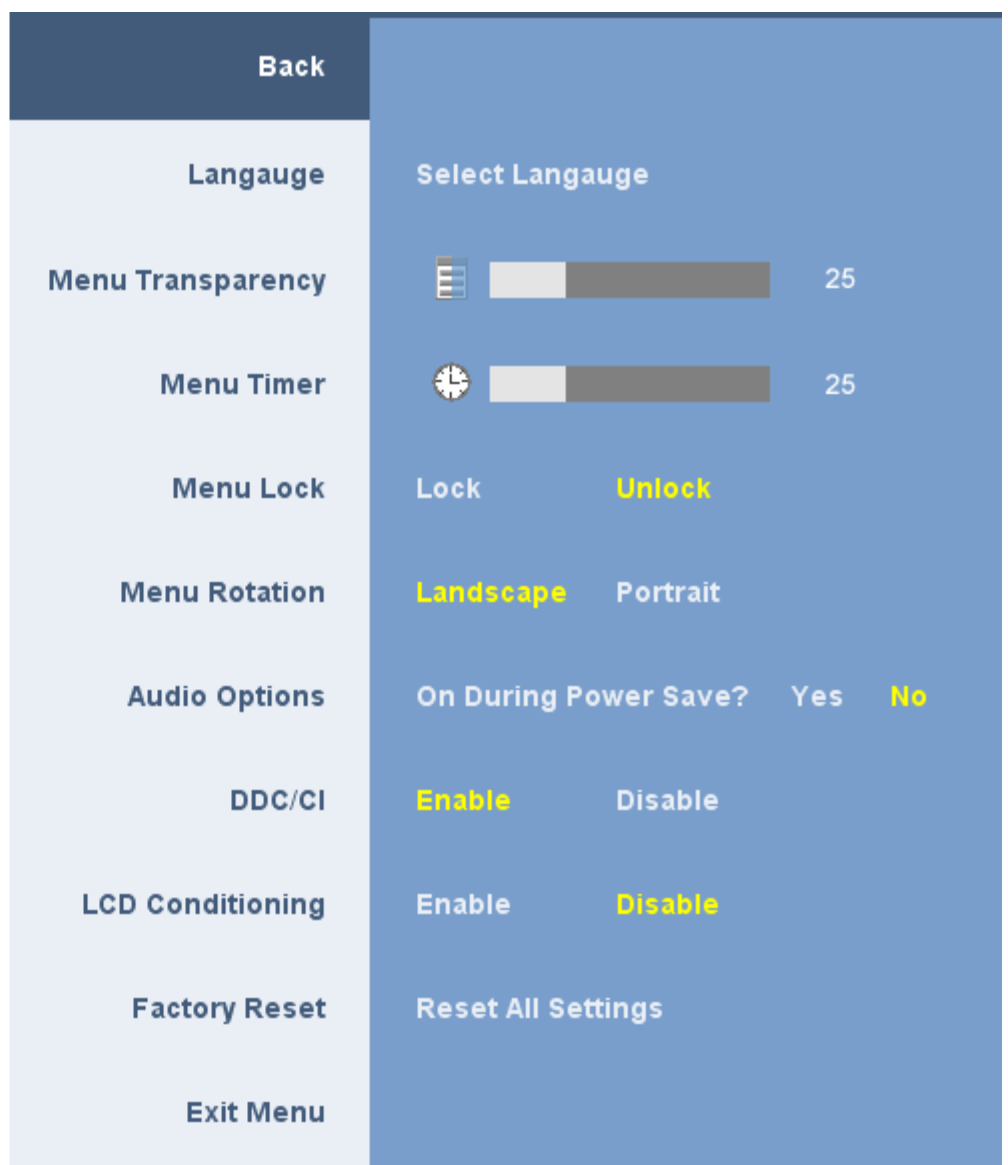 Back
Langauge Select Langauge
Menu Transparency 25
Menu Timer 25
Menu Lock Lock Unlock
Menu Rotation Landscape Portrait
Audio Options On During Power Save? Yes No
DDC/CI Enable Disable
LCD Conditioning Enable Disable
Factory Reset Reset All Settings
Exit Menu